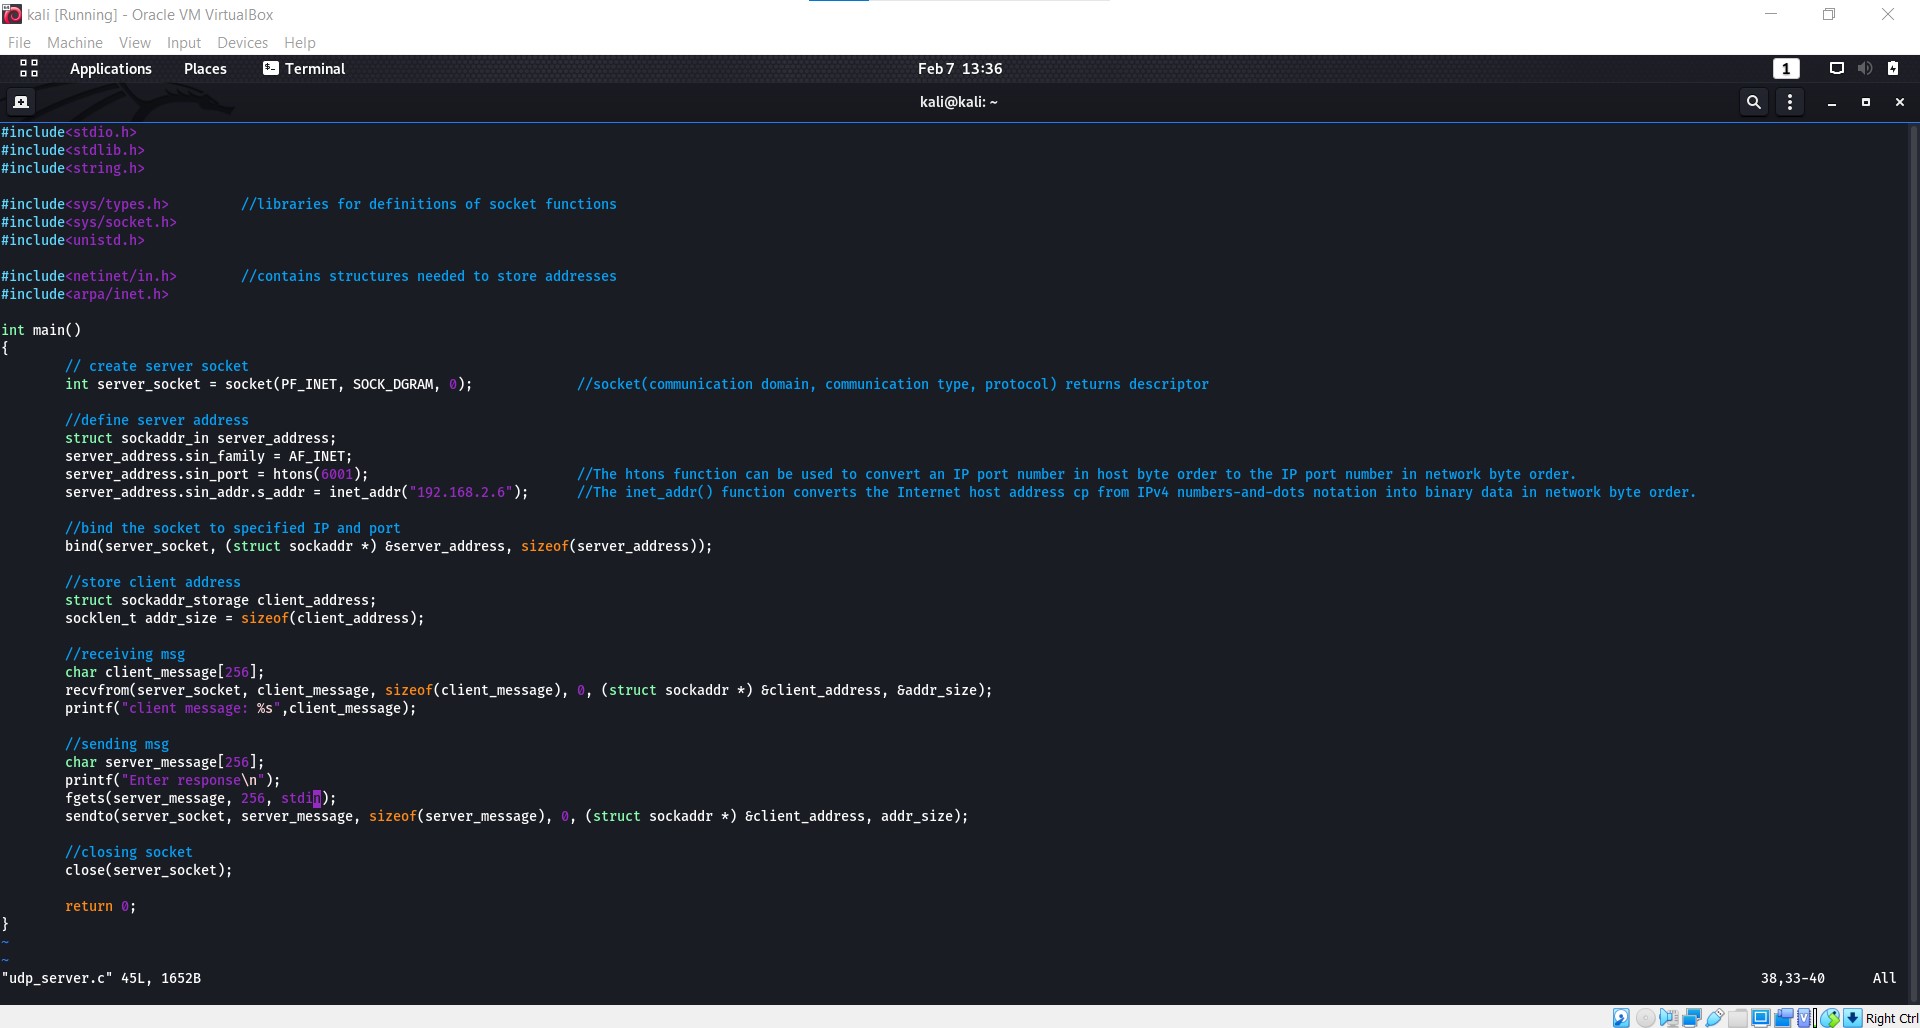 kali [Running] - Oracle VM VirtualBox
File Machine View Input Devices Help
Applications Places Terminal Feb 7 13:36 1
kali@kali: ~
#include<stdio.h>
#include<stdlib.h>
#include<string.h>
#include<sys/types.h> //libraries for definitions of socket functions
#include<sys/socket.h>
#include<unistd.h>
#include<netinet/in.h> //contains structures needed to store addresses
#include<arpa/inet.h>
int main()
{
// create server socket
int server_socket = socket(PF_INET, SOCK_DGRAM, 0); //socket(communication domain, communication type, protocol) returns descriptor
//define server address
struct sockaddr_in server_address;
server_address.sin_family = AF_INET;
server_address.sin_port = htons(6001); //The htons function can be used to convert an IP port number in host byte order to the IP port number in network byte order.
server_address.sin_addr.s_addr = inet_addr("192.168.2.6"); //The inet_addr() function converts the Internet host address cp from IPv4 numbers-and-dots notation into binary data in network byte order.
//bind the socket to specified IP and port
bind(server_socket, (struct sockaddr *) &server_address, sizeof(server_address));
//store client address
struct sockaddr_storage client_address;
socklen_t addr_size = sizeof(client_address);
//receiving msg
char client_message[256];
recvfrom(server_socket, client_message, sizeof(client_message), 0, (struct sockaddr *) &client_address, &addr_size);
printf("client message: %s",client_message);
//sending msg
char server_message[256];
printf("Enter response\n");
fgets(server_message, 256, stdin);
sendto(server_socket, server_message, sizeof(server_message), 0, (struct sockaddr *) &client_address, addr_size);
//closing socket
close(server_socket);
return 0;
}
~
~
"udp_server.c" 45L, 1652B 38,33-40 All
Right Ctrl